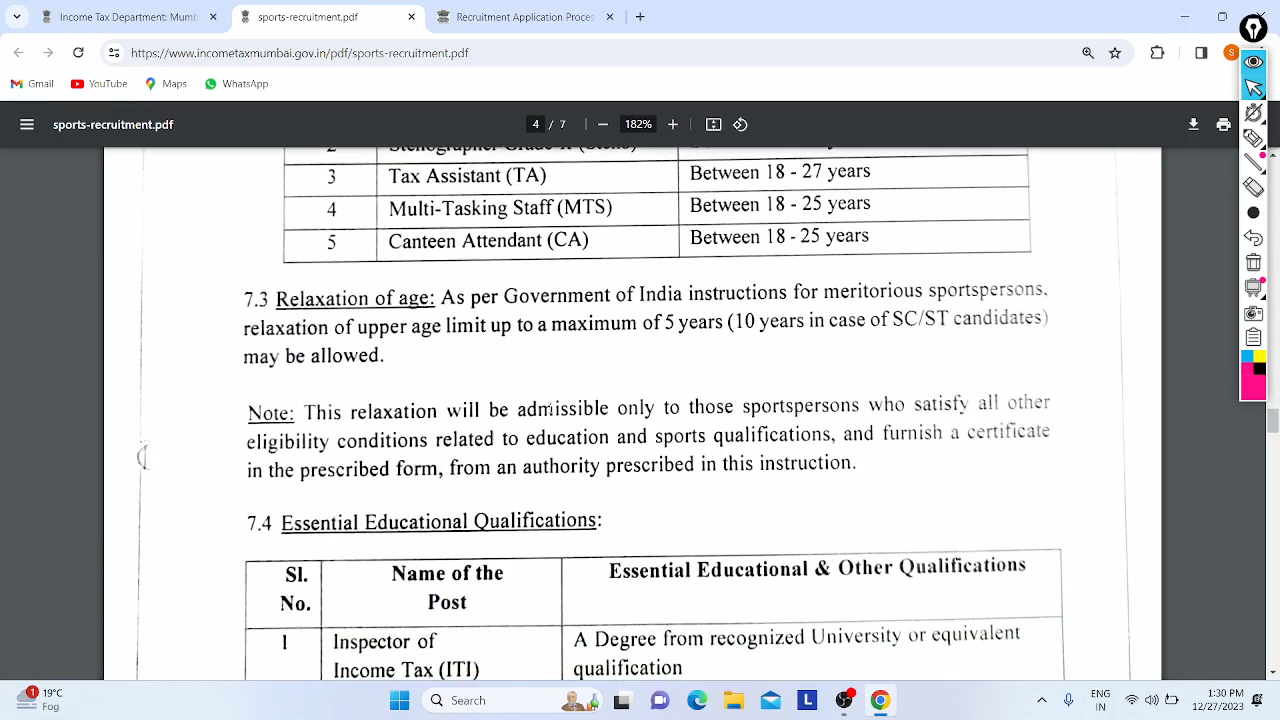 Income Tax Department: Mumb
sports-recruitment.pdf
Recruitment Application Proces
https://www.incometaxmumbai.gov.in/pdf/sports-recruitment.pdf
S
Gmail
YouTube
Maps
WhatsApp
sports-recruitment.pdf
4 / 7
182%
3 Tax Assistant (TA) Between 18 - 27 years
4 Multi-Tasking Staff (MTS) Between 18 - 25 years
5 Canteen Attendant (CA) Between 18 - 25 years
7.3 Relaxation of age: As per Government of India instructions for meritorious sportspersons,
relaxation of upper age limit up to a maximum of 5 years (10 years in case of SC/ST candidates)
may be allowed.
Note: This relaxation will be admissible only to those sportspersons who satisfy all other
eligibility conditions related to education and sports qualifications, and furnish a certificate
in the prescribed form, from an authority prescribed in this instruction.
7.4 Essential Educational Qualifications:
Sl. Name of the Essential Educational & Other Qualifications
No. Post
1 Inspector of A Degree from recognized University or equivalent
Income Tax (ITI) qualification
1
19°C
Fog
Search
L
ENG
IN
1:30 PM
12/27/2023